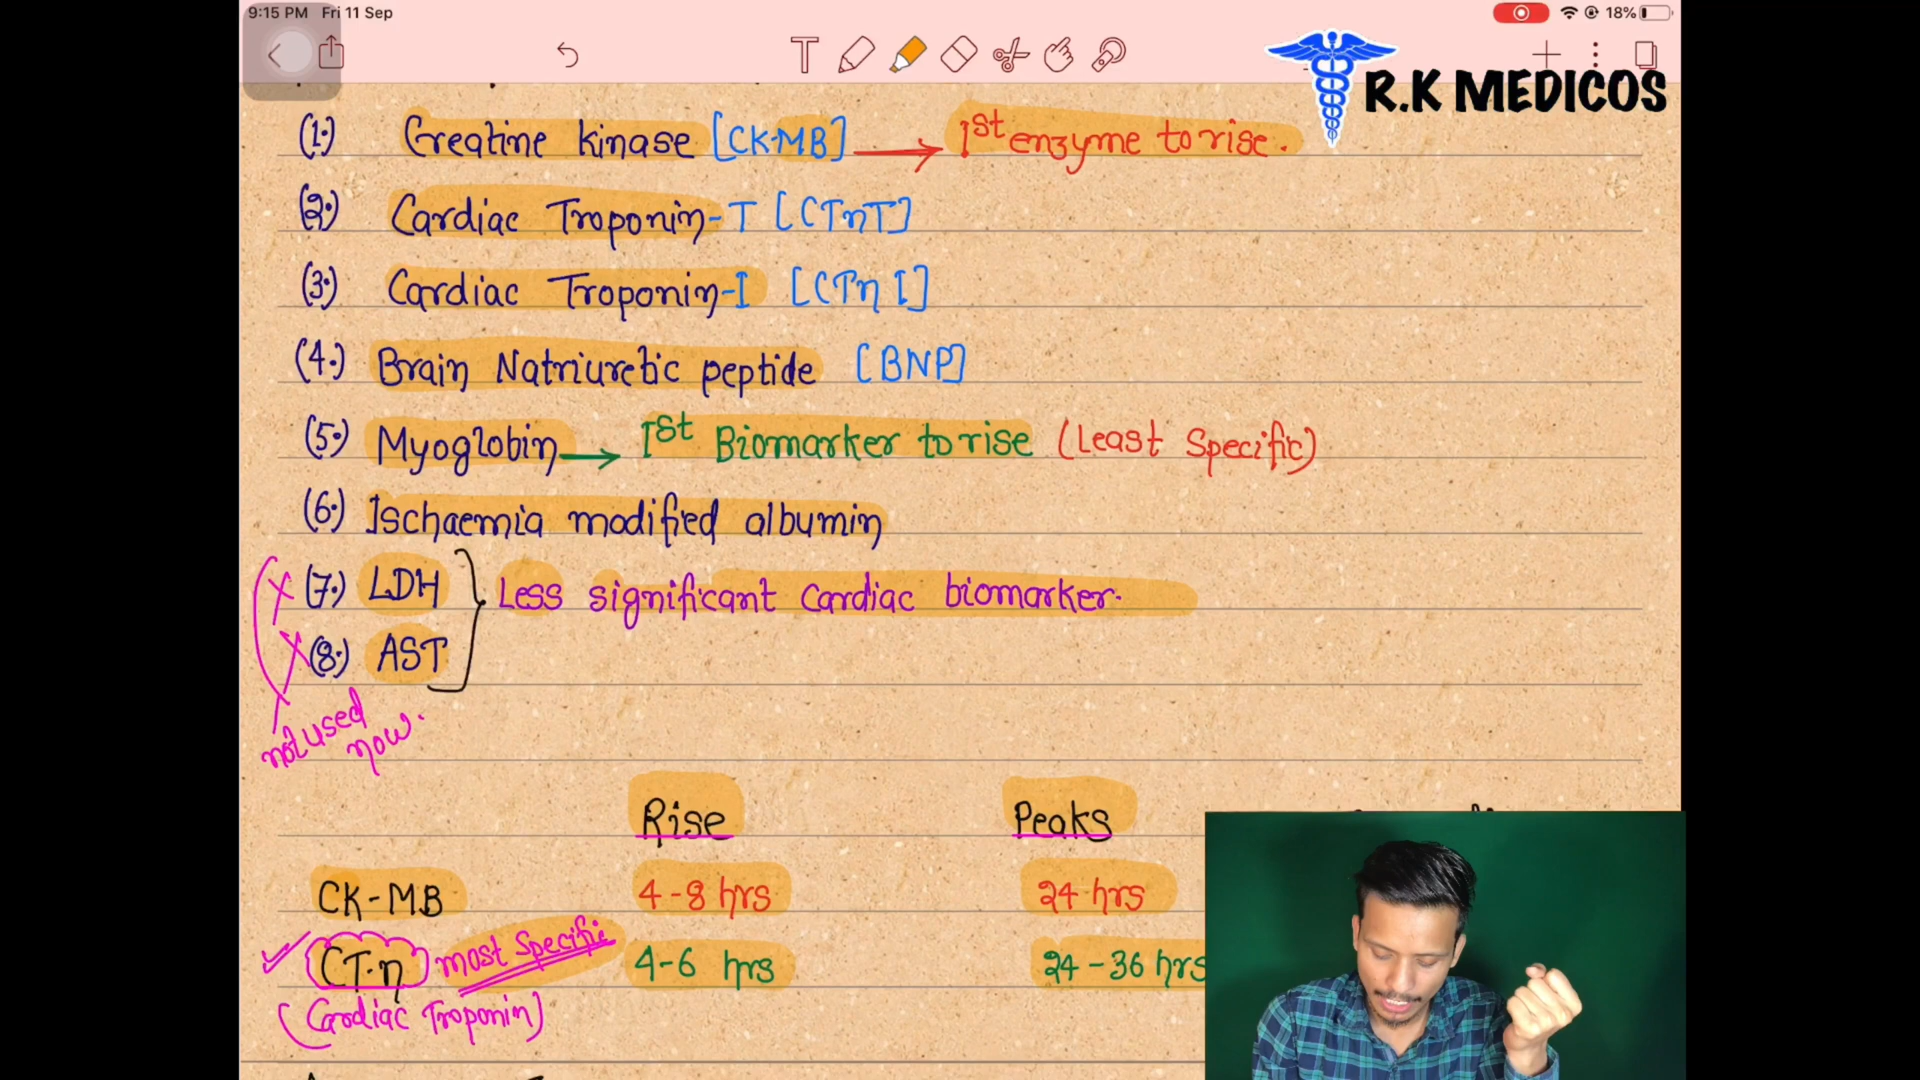 9:15 PM Fri 11 Sep
18%
R.K MEDICOS
(1.) Creatine kinase [CK-MB] → 1st enzyme to rise.
(2.) Cardiac Troponin-T [CTnT]
(3.) Cardiac Troponin-I [CTn I]
(4.) Brain Natriuretic peptide [BNP]
(5.) Myoglobin → 1st Biomarker to rise (Least Specific)
(6.) Ischaemia modified albumin
(7.) LDH
Less significant Cardiac biomarker.
(8.) AST
not used now.
Rise Peaks
CK-MB 4-8 hrs 24 hrs
CT.n most Specific 4-6 hrs 24-36 hrs
(Cardiac Troponin)